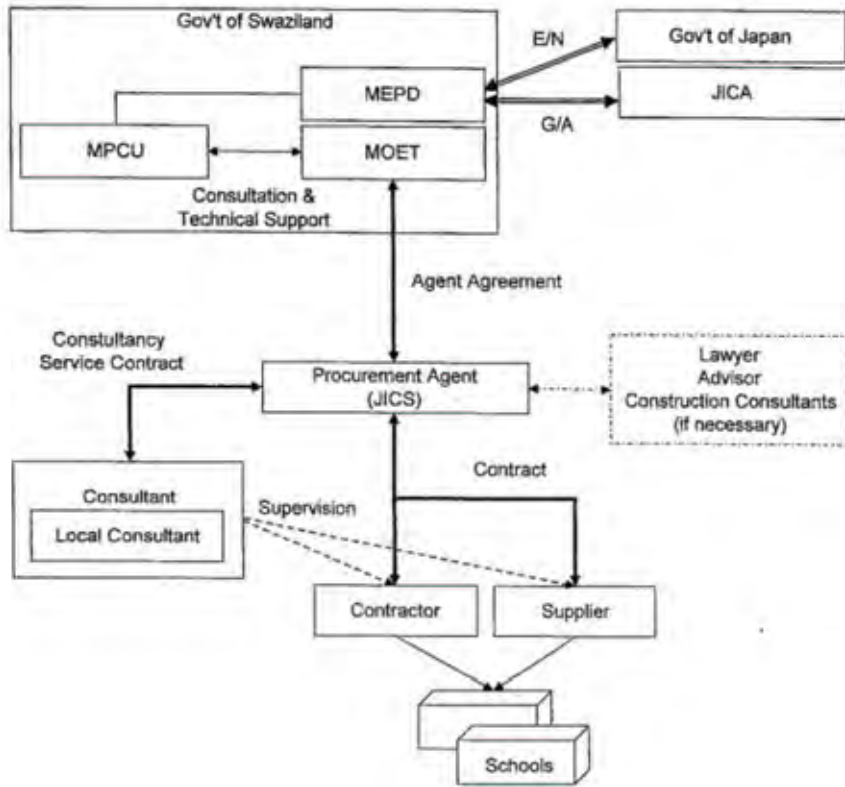 Gov't of Swaziland
E/N
Gov't of Japan
MEPD
JICA
G/A
MPCU
MOET
Consultation &
Technical Support
Agent Agreement
Constultancy
Service Contract
Procurement Agent
(JICS)
Lawyer
Advisor
Construction Consultants
(if necessary)
Contract
Consultant
Supervision
Local Consultant
Contractor
Supplier
Schools